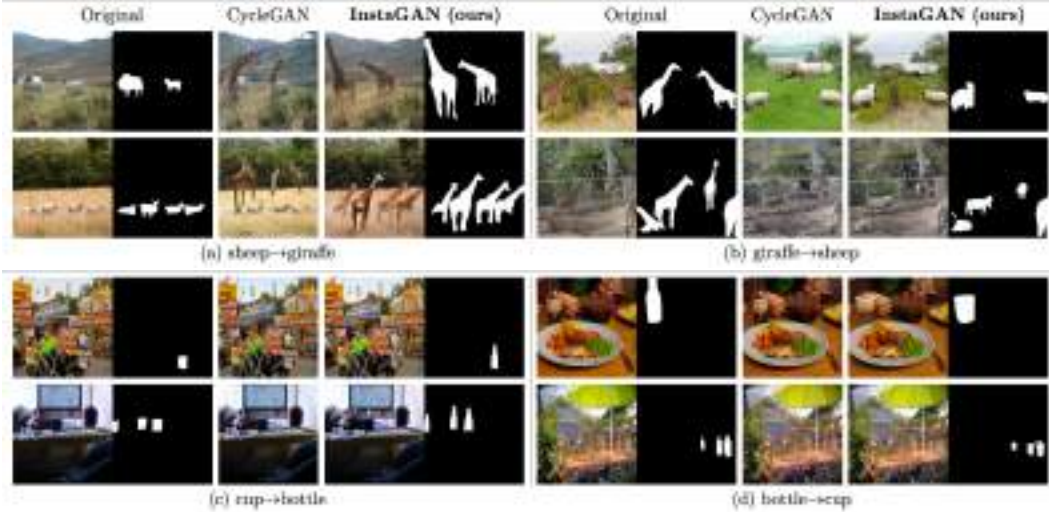 Original CycleGAN InstaGAN (ours) Original CycleGAN InstaGAN (ours)
(a) sheep→giraffe (b) giraffe→sheep
(c) cup→bottle (d) bottle→cup